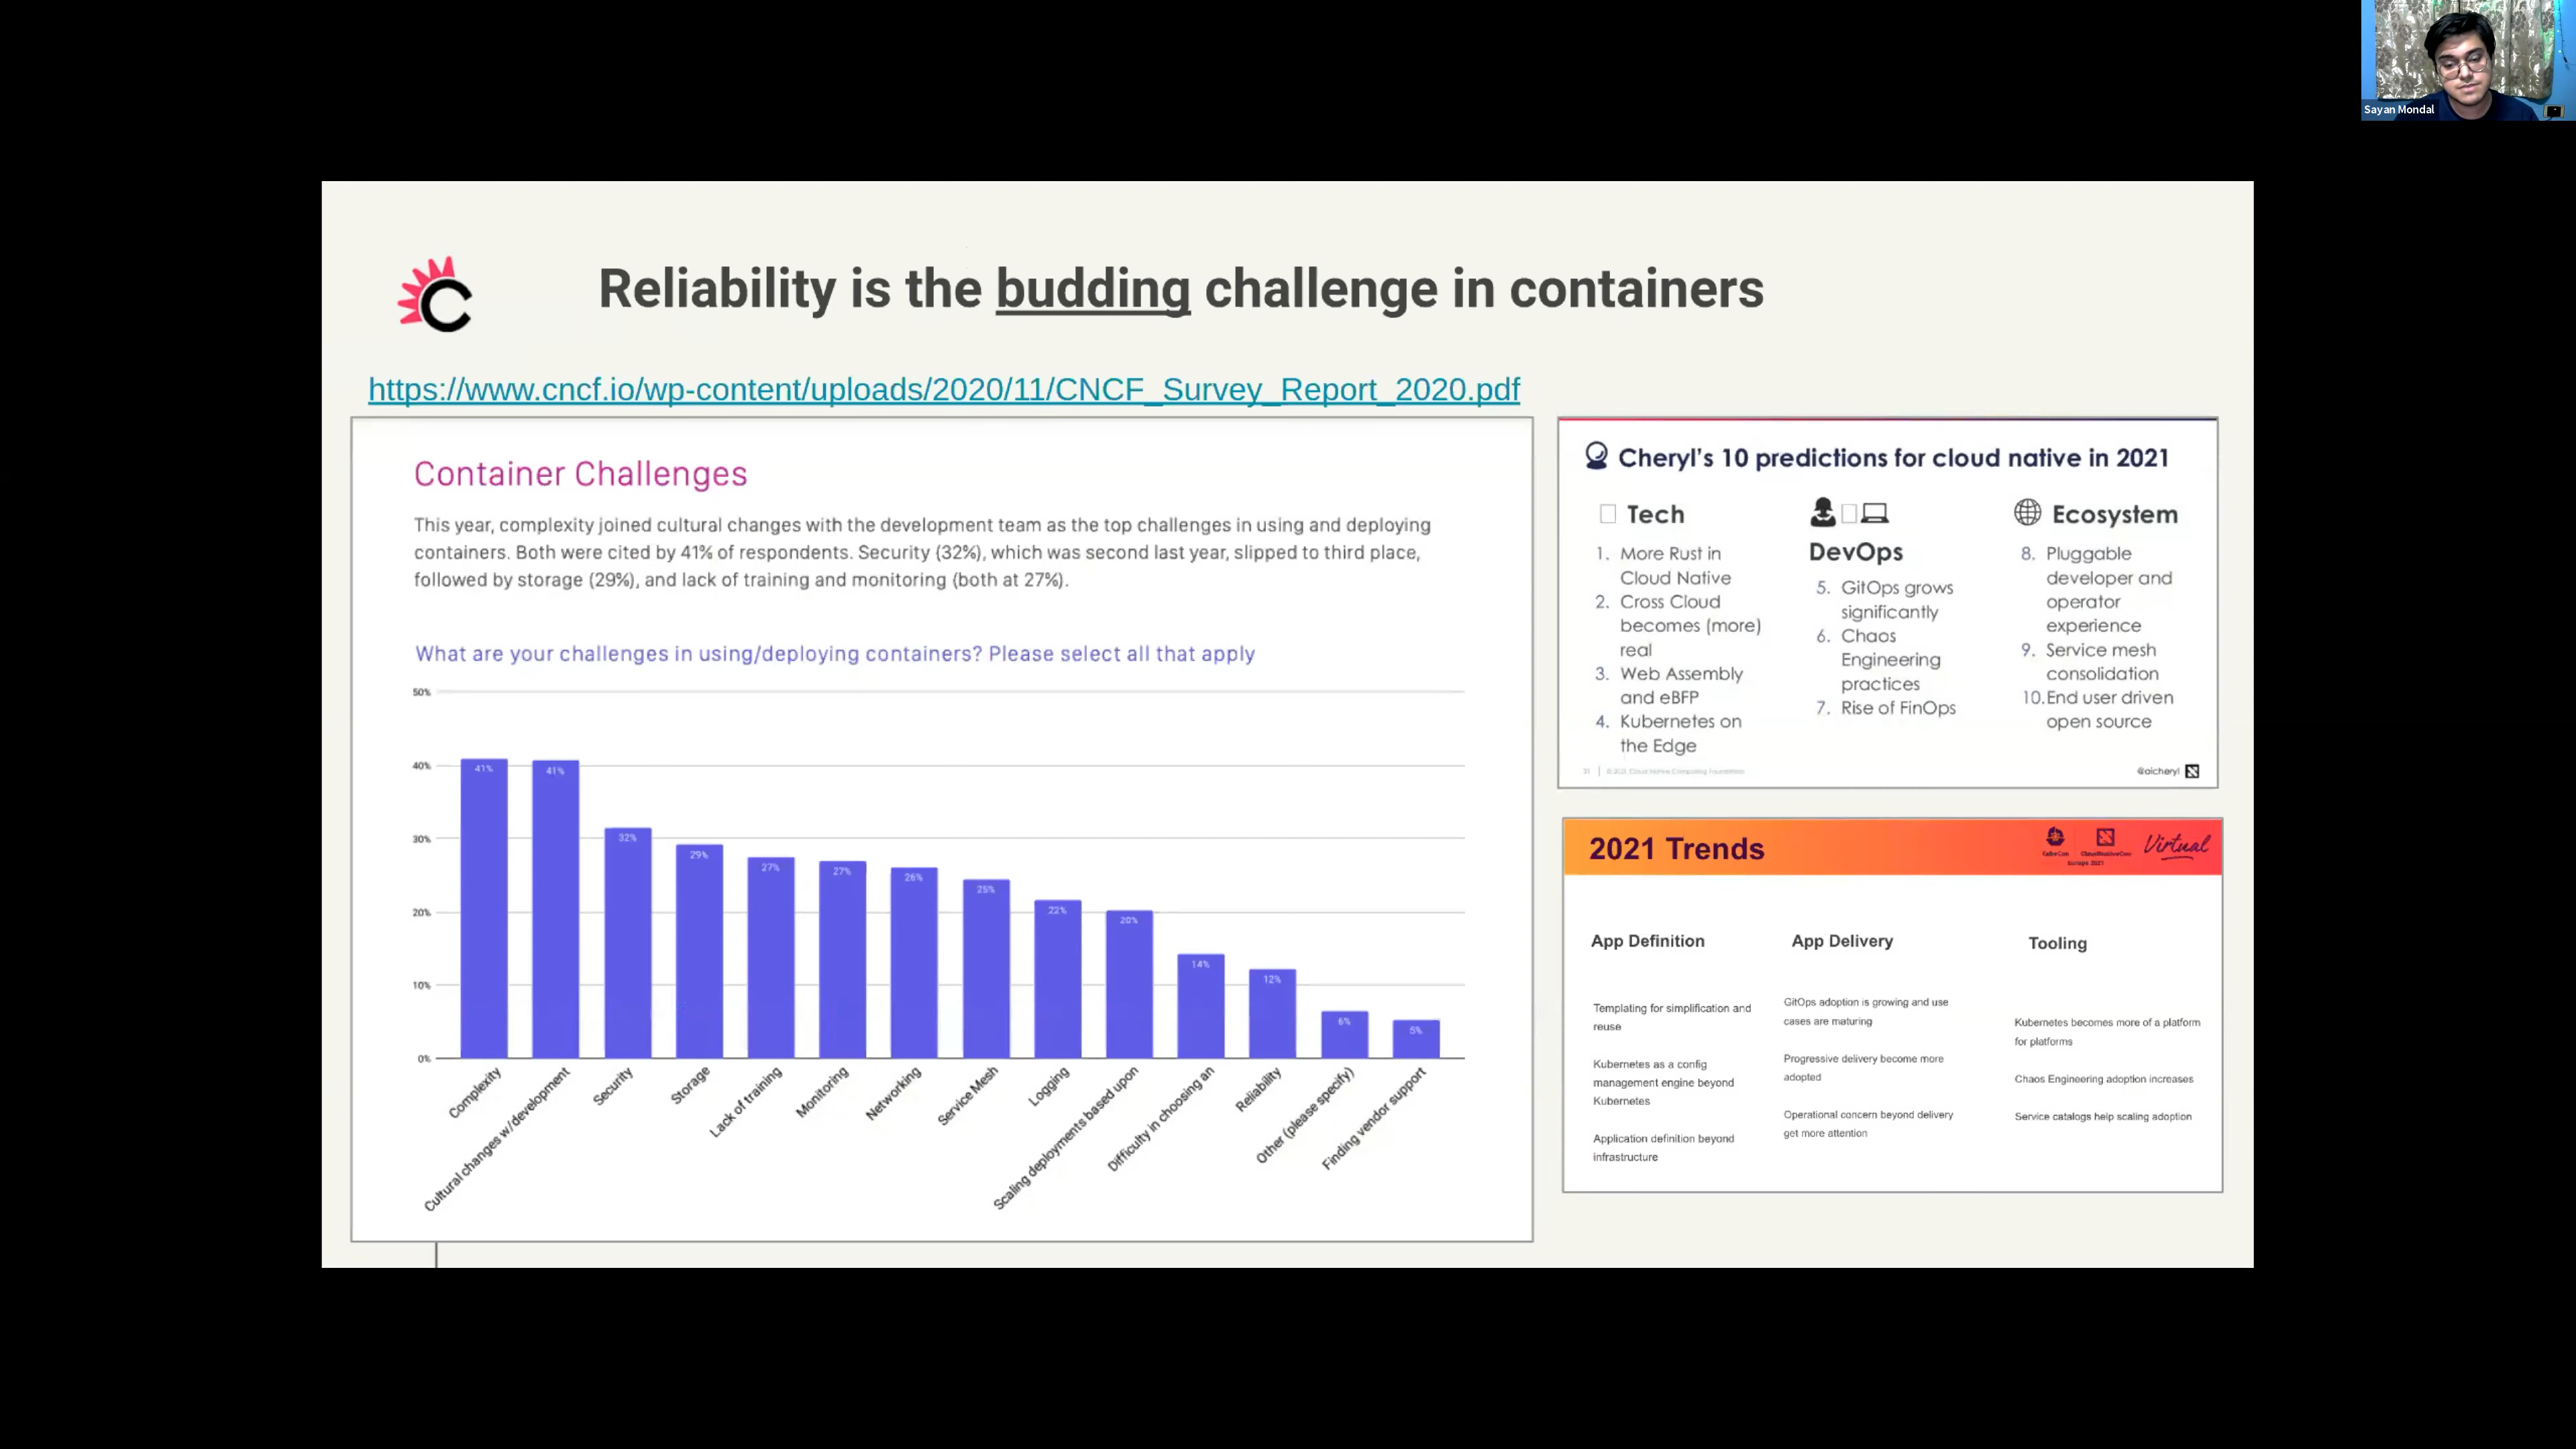 Sayan Mondal
Reliability is the budding challenge in containers
https://www.cncf.io/wp-content/uploads/2020/11/CNCF_Survey_Report_2020.pdf
Container Challenges
This year, complexity joined cultural changes with the development team as the top challenges in using and deploying
containers. Both were cited by 41% of respondents. Security (32%), which was second last year, slipped to third place,
followed by storage (29%), and lack of training and monitoring (both at 27%).
What are your challenges in using/deploying containers? Please select all that apply
50%
40%
30%
20%
10%
0%
41%
41%
32%
29%
27%
27%
26%
25%
22%
20%
14%
12%
6%
5%
Complexity
Cultural changes w/development
Security
Storage
Lack of training
Monitoring
Networking
Service Mesh
Logging
Scaling deployments based upon
Difficulty in choosing an
Reliability
Other (please specify)
Finding vendor support
Cheryl's 10 predictions for cloud native in 2021
Tech
1. More Rust in
Cloud Native
2. Cross Cloud
becomes (more)
real
3. Web Assembly
and eBFP
4. Kubernetes on
the Edge
DevOps
5. GitOps grows
significantly
6. Chaos
Engineering
practices
7. Rise of FinOps
Ecosystem
8. Pluggable
developer and
operator
experience
9. Service mesh
consolidation
10. End user driven
open source
31 | © 2021 Cloud Native Computing Foundation
@oicheryl
2021 Trends
KubeCon
CloudNativeCon
Europe 2021
Virtual
App Definition
Templating for simplification and
reuse
Kubernetes as a config
management engine beyond
Kubernetes
Application definition beyond
infrastructure
App Delivery
GitOps adoption is growing and use
cases are maturing
Progressive delivery become more
adopted
Operational concern beyond delivery
get more attention
Tooling
Kubernetes becomes more of a platform
for platforms
Chaos Engineering adoption increases
Service catalogs help scaling adoption